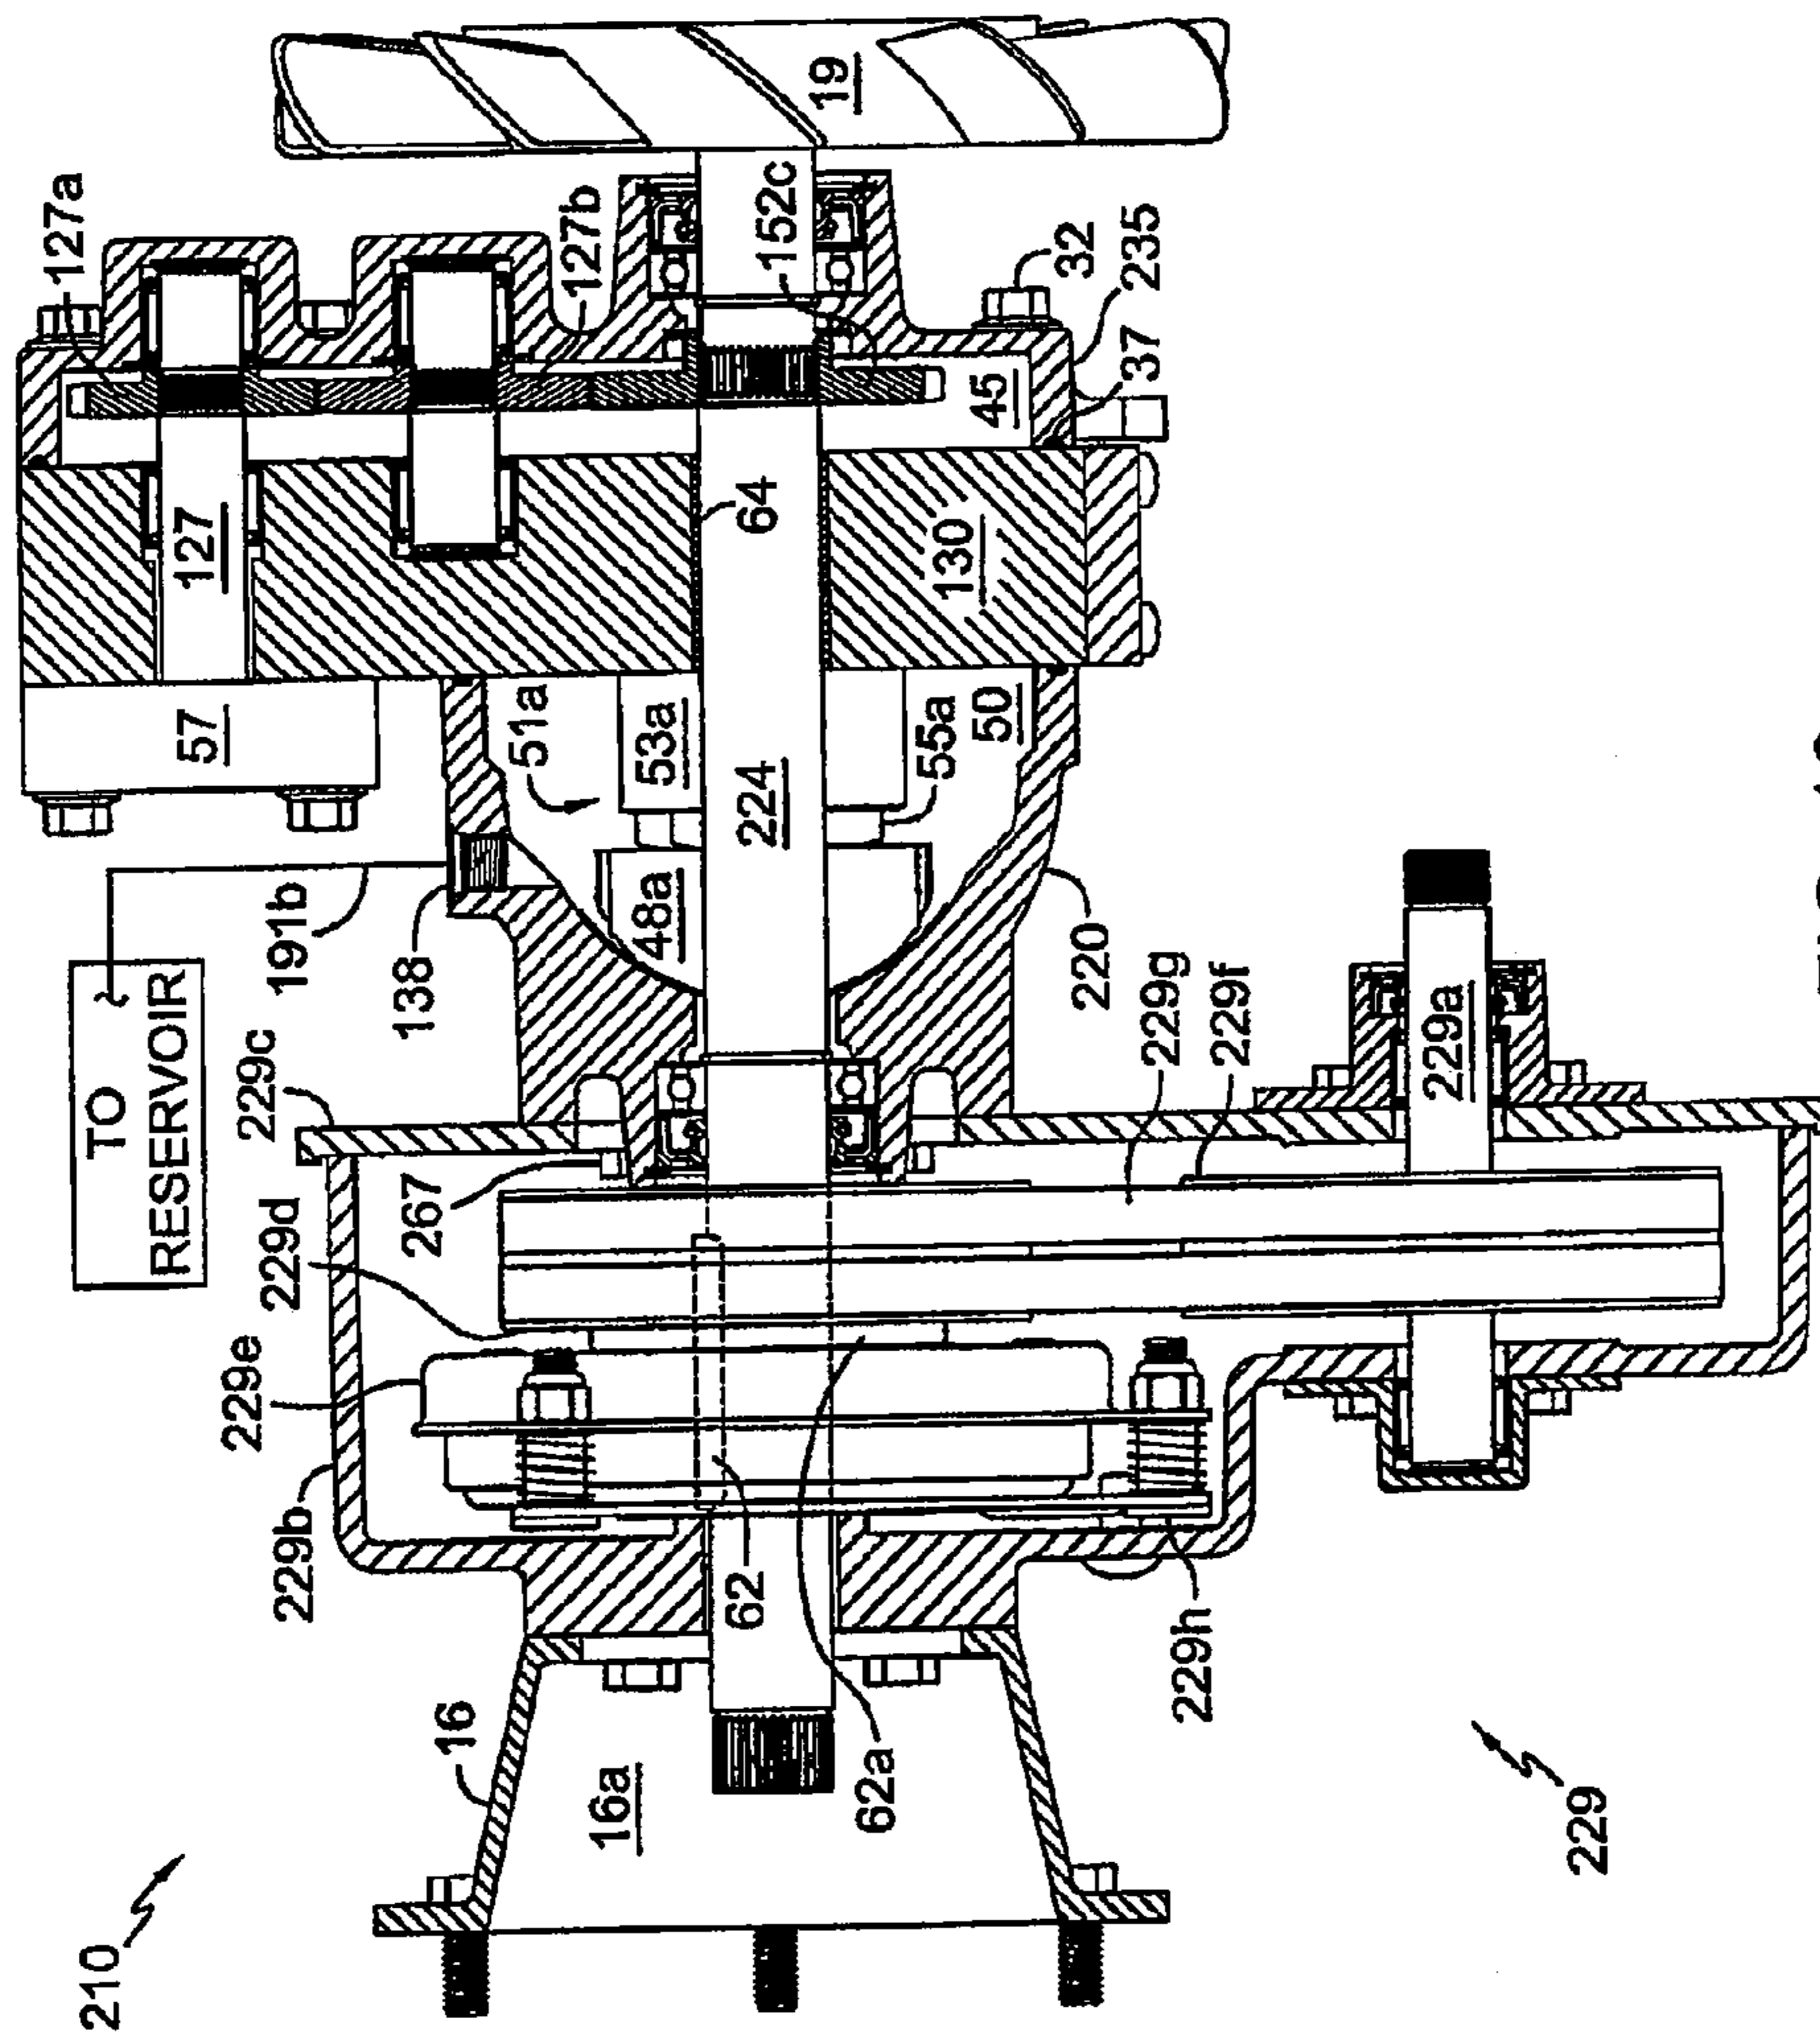 210
TO
RESERVOIR
127a
57
127
229e
229d
229c
191b
229b
138
267
16
51a
127b
16a
48a
53a
62
224
64
152c
19
62a
55a
130
50
45
32
220
37
235
229h
229g
229f
229a
229